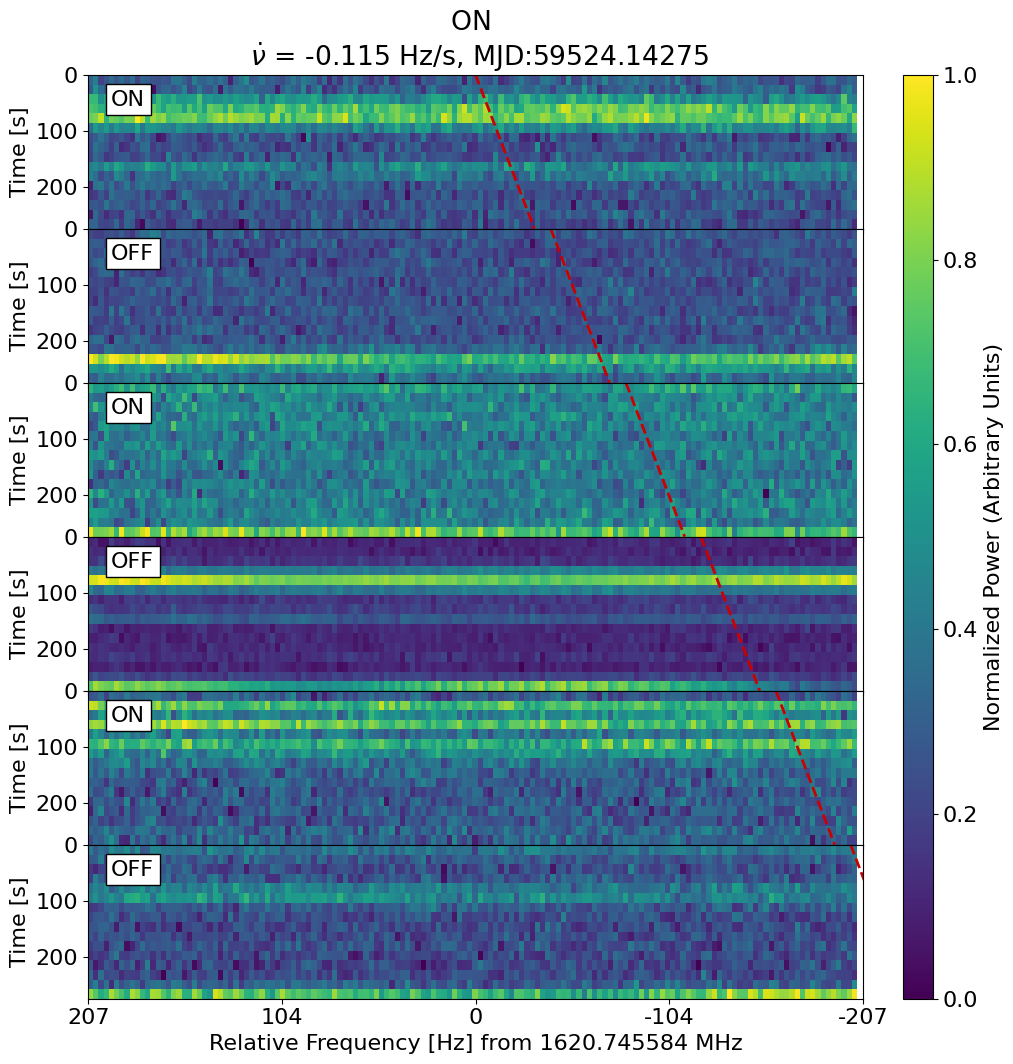 ON
ν̇ = -0.115 Hz/s, MJD:59524.14275
0
ON
Time [s]
100
200
0
OFF
Time [s]
100
200
0
ON
Time [s]
100
200
0
OFF
Time [s]
100
200
0
ON
Time [s]
100
200
0
OFF
Time [s]
100
200
207 104 0 -104 -207
Relative Frequency [Hz] from 1620.745584 MHz
1.0
0.8
0.6
0.4
0.2
0.0
Normalized Power (Arbitrary Units)